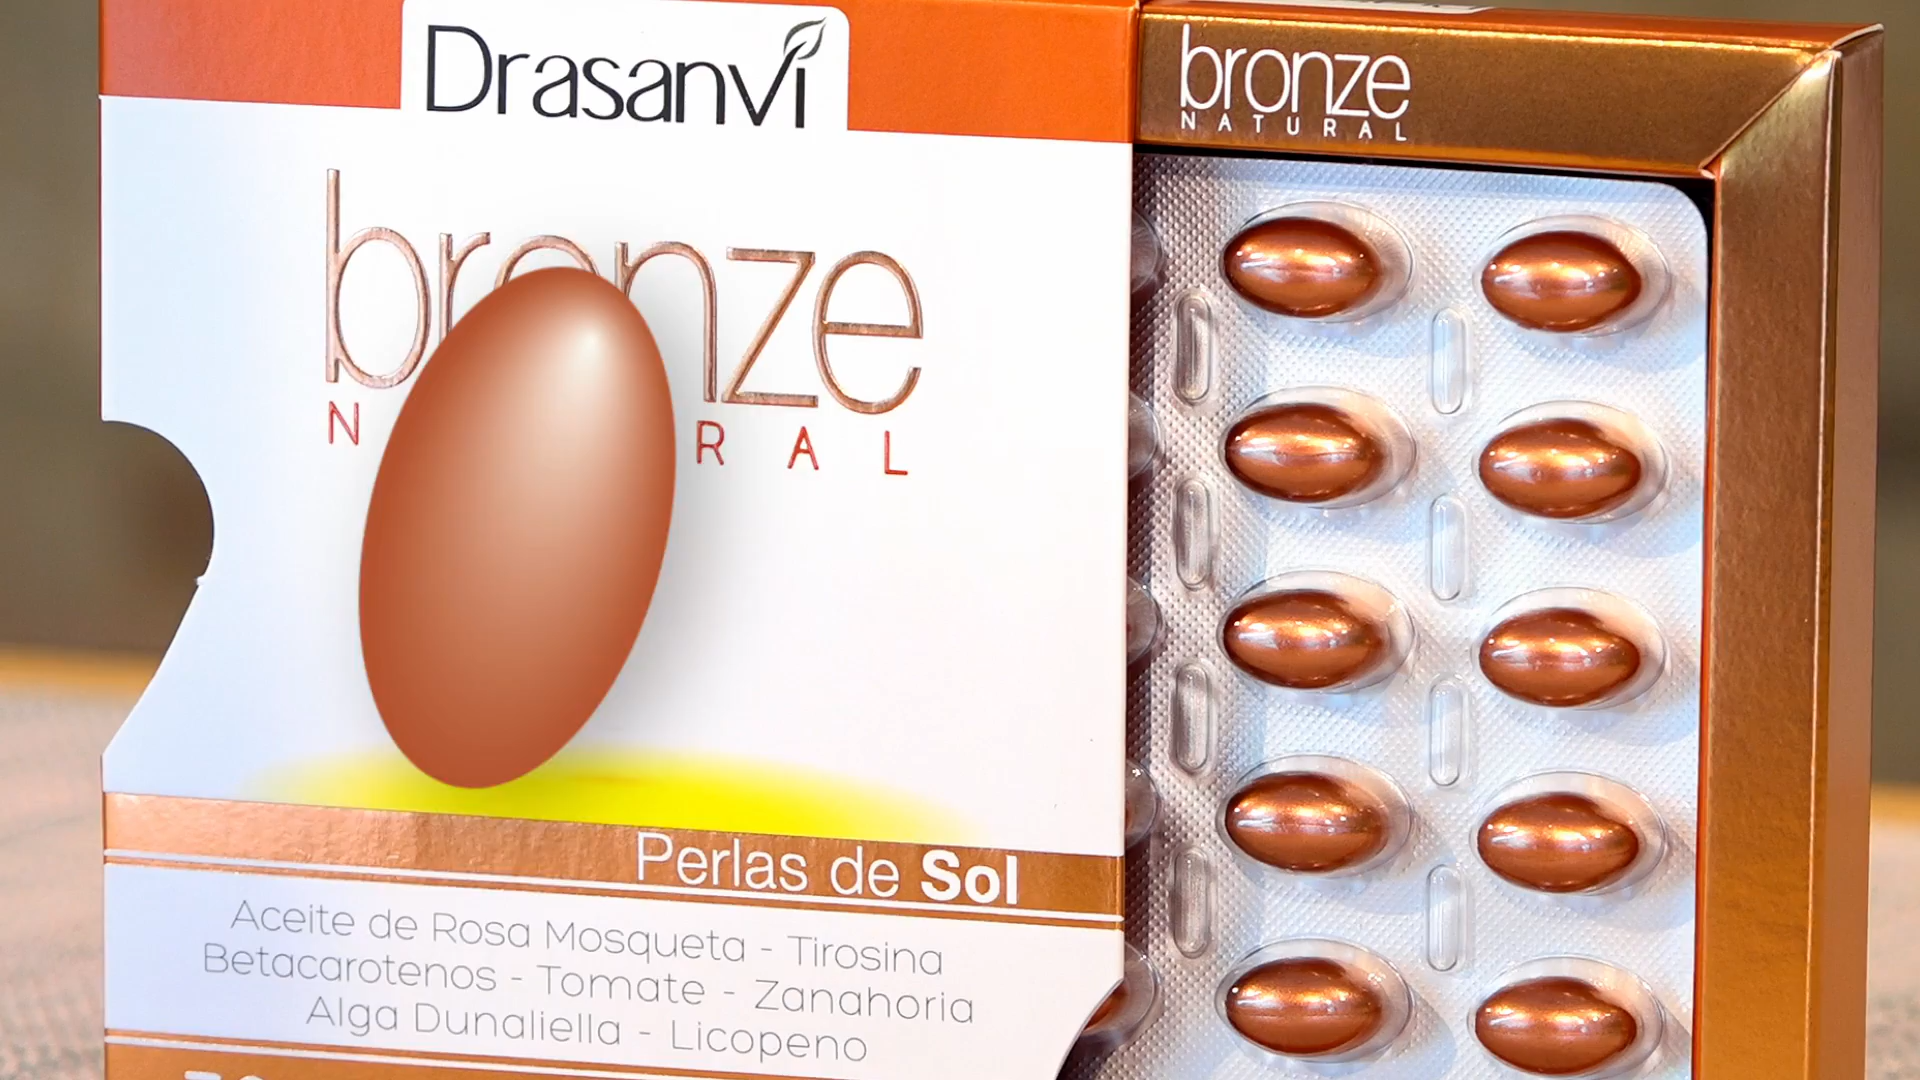 Drasanvi
bronze
N RAL
Perlas de Sol
Aceite de Rosa Mosqueta - Tirosina
Betacarotenos - Tomate - Zanahoria
Alga Dunaliella - Licopeno
bronze
NATURAL